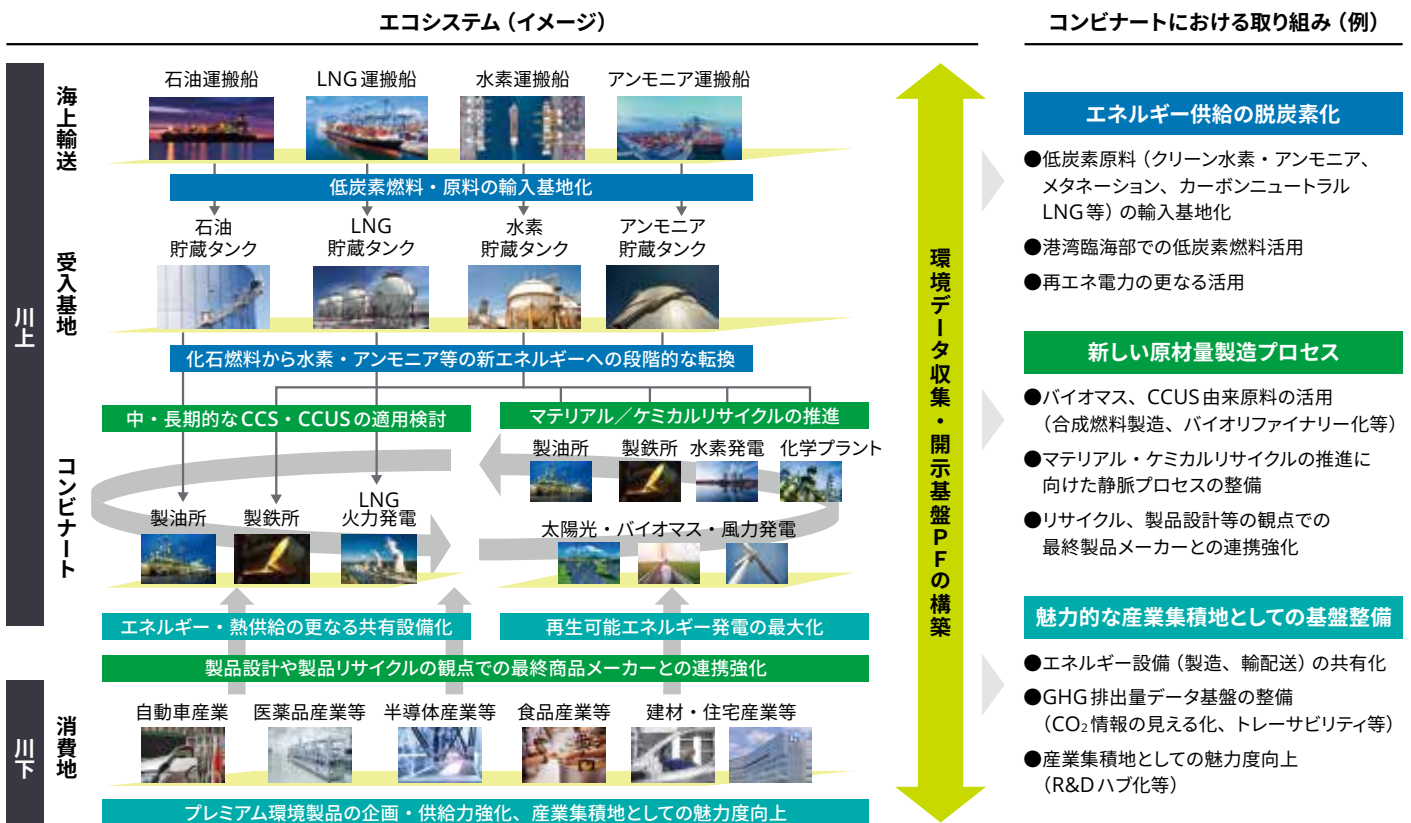 エコシステム（イメージ）
コンビナートにおける取り組み（例）
川上
海上輸送
石油運搬船
LNG運搬船
水素運搬船
アンモニア運搬船
低炭素燃料・原料の輸入基地化
受入基地
石油
貯蔵タンク
LNG
貯蔵タンク
水素
貯蔵タンク
アンモニア
貯蔵タンク
化石燃料から水素・アンモニア等の新エネルギーへの段階的な転換
コンビナート
中・長期的なCCS・CCUSの適用検討
マテリアル／ケミカルリサイクルの推進
製油所
製鉄所
水素発電
化学プラント
製油所
製鉄所
LNG
火力発電
太陽光・バイオマス・風力発電
エネルギー・熱供給の更なる共有設備化
再生可能エネルギー発電の最大化
製品設計や製品リサイクルの観点での最終商品メーカーとの連携強化
川下
消費地
自動車産業
医薬品産業等
半導体産業等
食品産業等
建材・住宅産業等
プレミアム環境製品の企画・供給力強化、産業集積地としての魅力度向上
環境データ収集・開示基盤PFの構築
エネルギー供給の脱炭素化
●低炭素原料（クリーン水素・アンモニア、
メタネーション、カーボンニュートラル
LNG等）の輸入基地化
●港湾臨海部での低炭素燃料活用
●再エネ電力の更なる活用
新しい原材量製造プロセス
●バイオマス、CCUS由来原料の活用
（合成燃料製造、バイオリファイナリー化等）
●マテリアル・ケミカルリサイクルの推進に
向けた静脈プロセスの整備
●リサイクル、製品設計等の観点での
最終製品メーカーとの連携強化
魅力的な産業集積地としての基盤整備
●エネルギー設備（製造、輸配送）の共有化
●GHG排出量データ基盤の整備
（CO₂情報の見える化、トレーサビリティ等）
●産業集積地としての魅力度向上
（R&Dハブ化等）